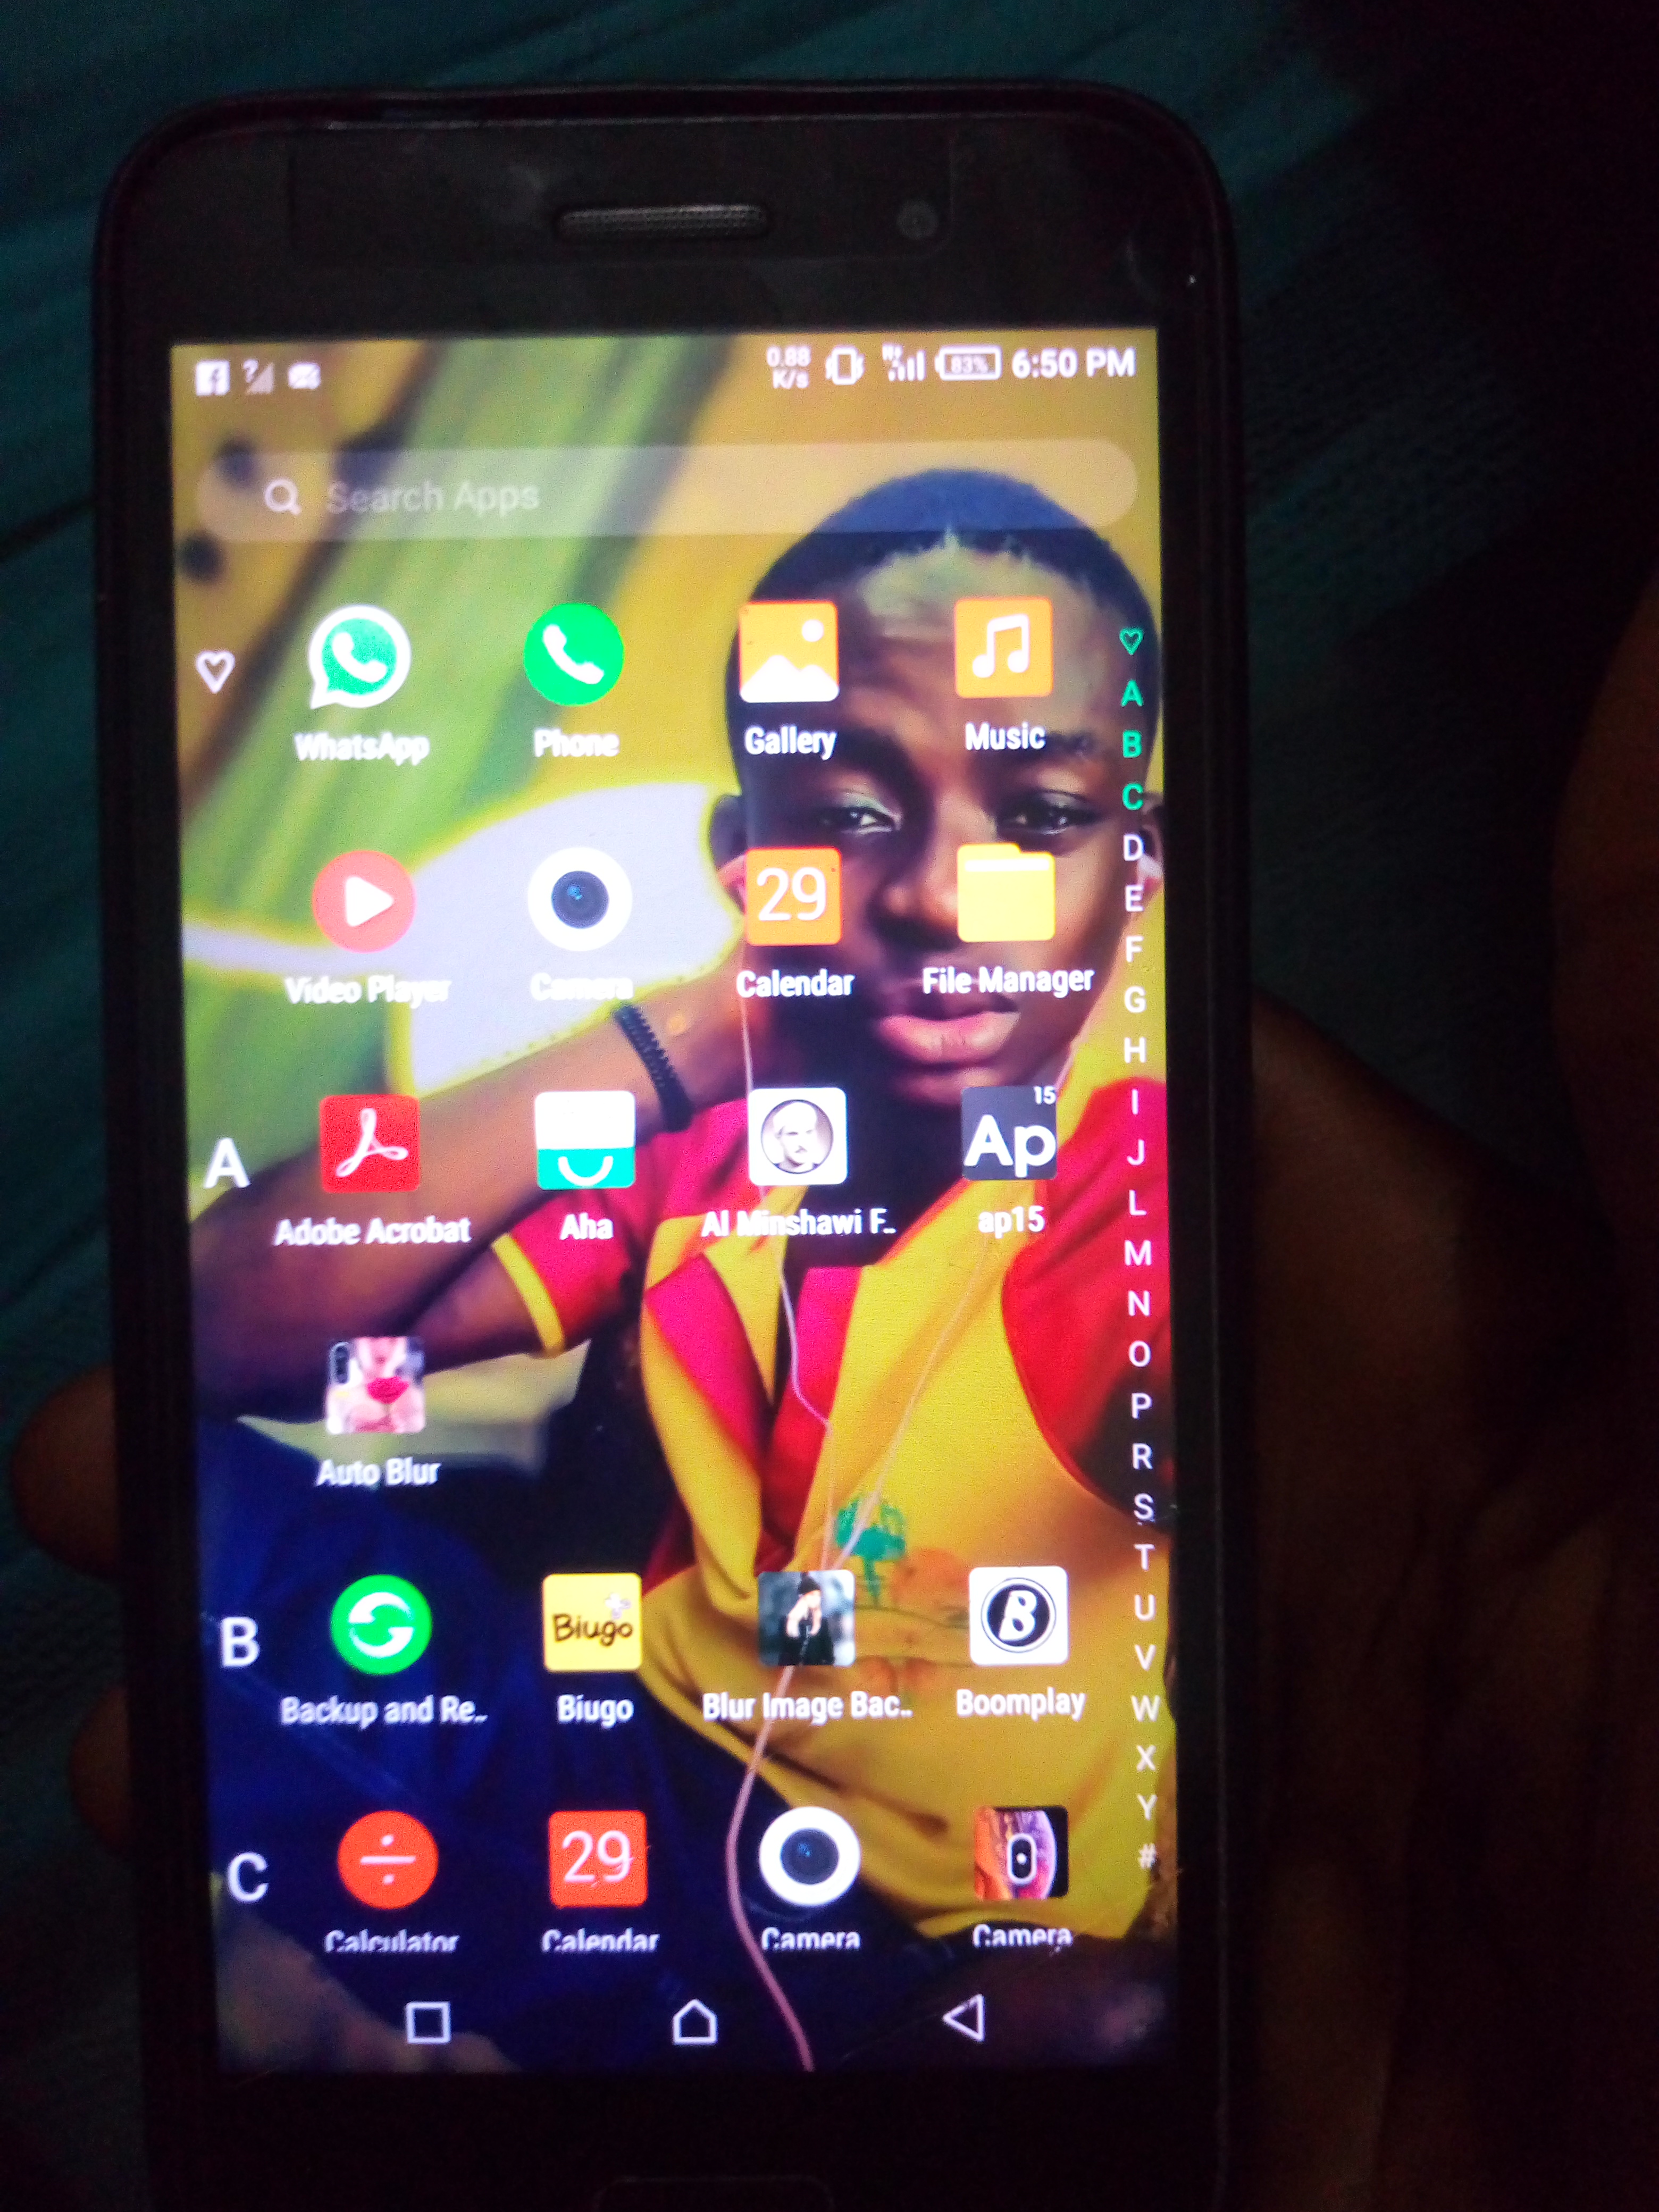 0.88
K/s
83%
6:50 PM
Search Apps
WhatsApp
Phone
Gallery
Music
29
Video Player
Camera
Calendar
File Manager
A
15
Ap
Adobe Acrobat
Aha
Al Minshawi F..
ap15
Auto Blur
B
Biugo
B
Backup and Re..
Biugo
Blur Image Bac..
Boomplay
C
29
Calculator
Calendar
Camera
Camera
A
B
C
D
E
F
G
H
I
J
L
M
N
O
P
R
S
T
U
V
W
X
Y
#